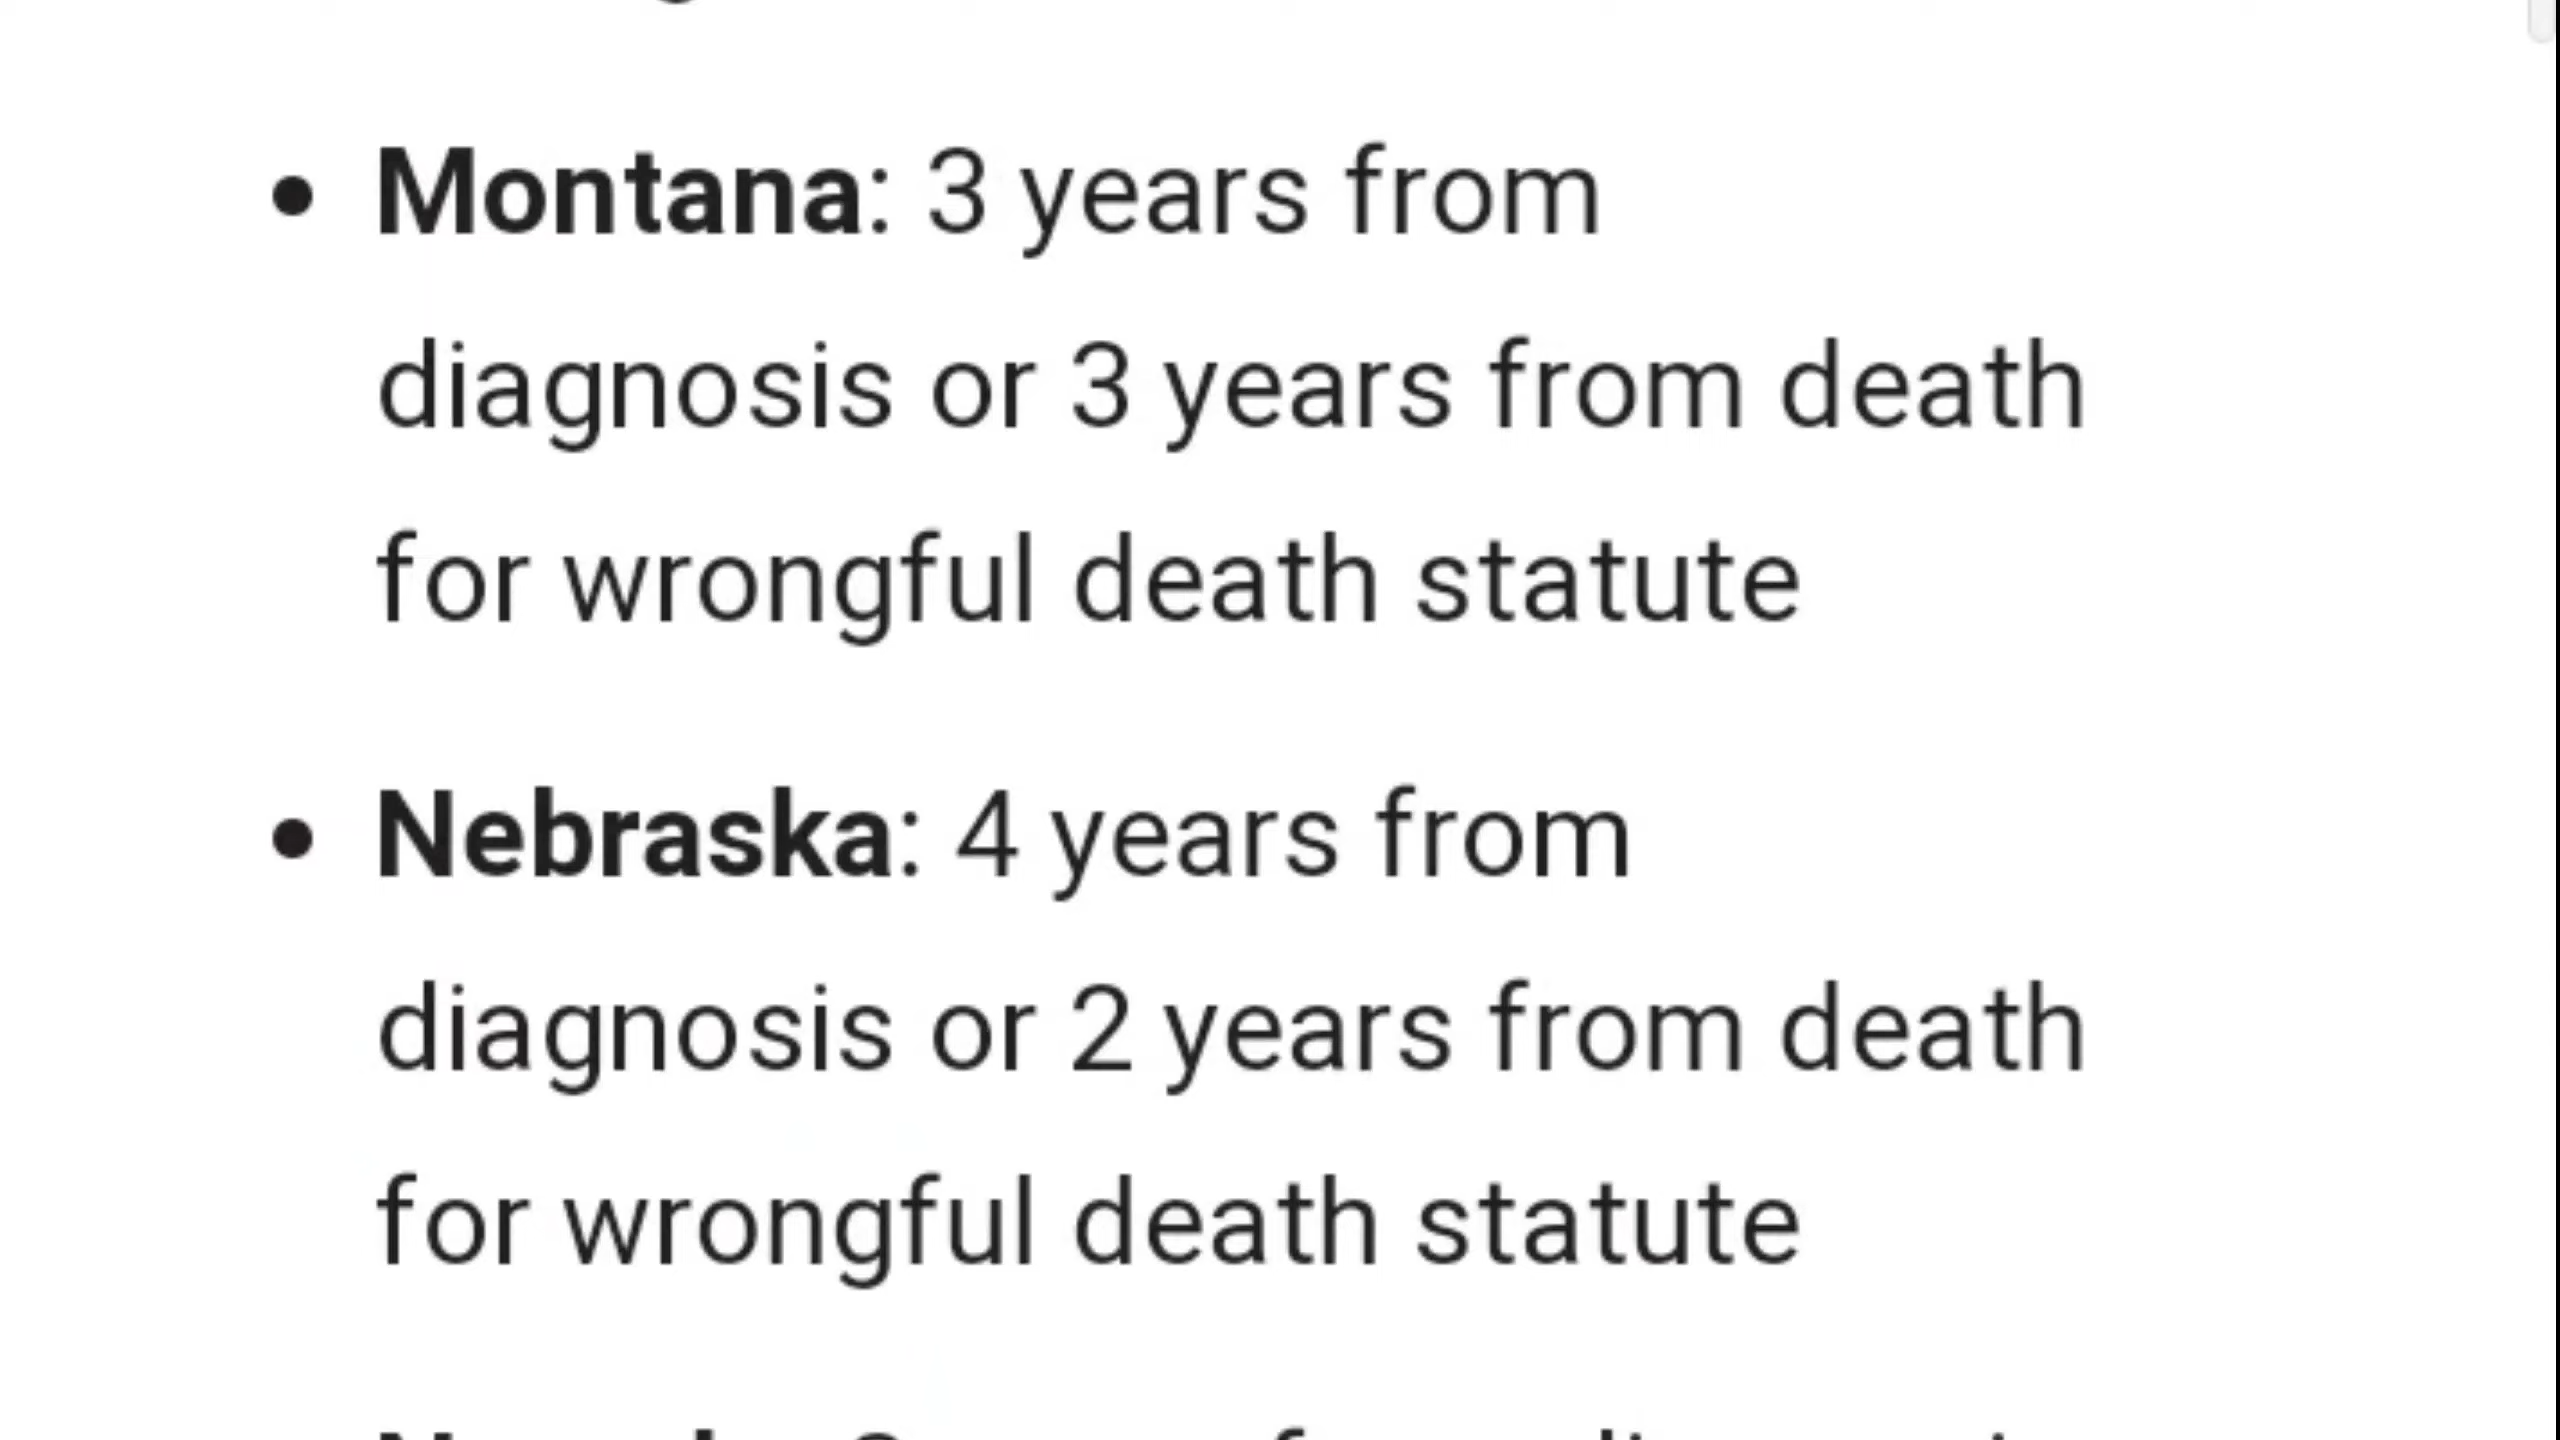 • Montana: 3 years from
diagnosis or 3 years from death
for wrongful death statute
• Nebraska: 4 years from
diagnosis or 2 years from death
for wrongful death statute